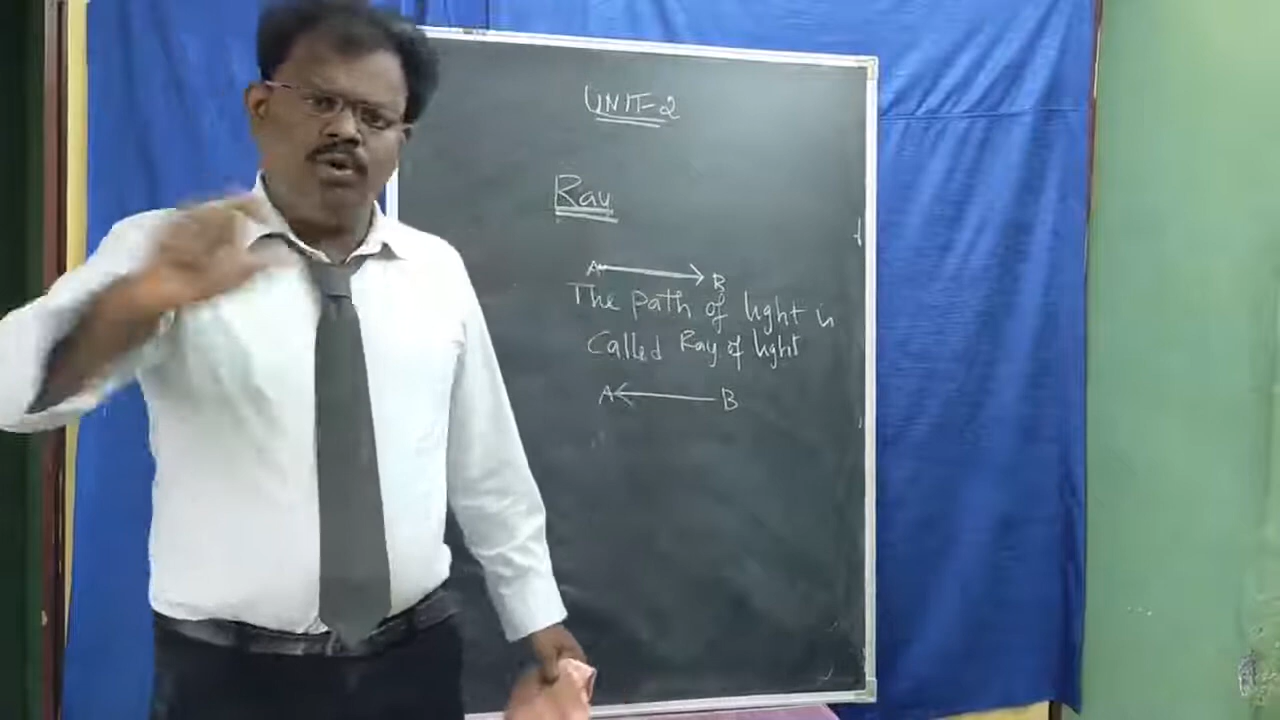 UNIT-2
Ray
A B
The path of light is
Called Ray of light
A B